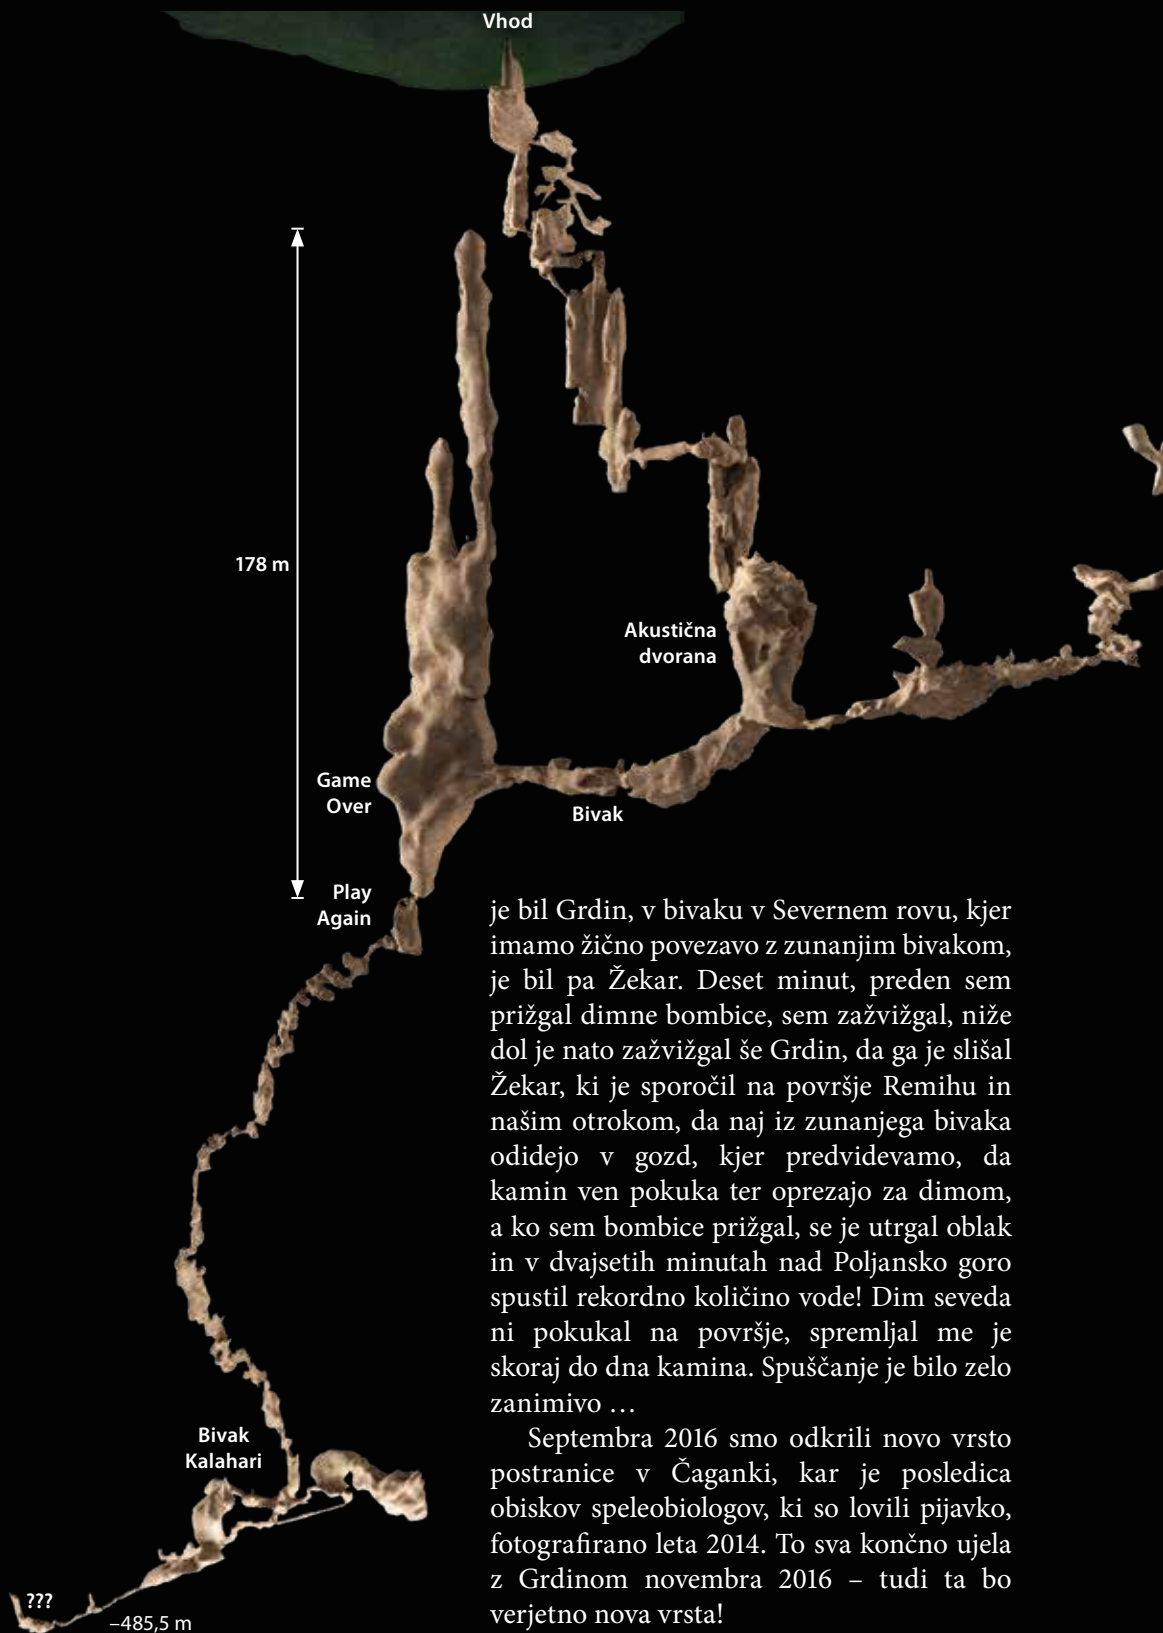 Vhod
178 m
Akustična
dvorana
Game
Over
Bivak
Play
Again
je bil Grdin, v bivaku v Severnem rovu, kjer
imamo žično povezavo z zunanjim bivakom,
je bil pa Žekar. Deset minut, preden sem
prižgal dimne bombice, sem zažvižgal, niže
dol je nato zažvižgal še Grdin, da ga je slišal
Žekar, ki je sporočil na površje Remihu in
našim otrokom, da naj iz zunanjega bivaka
odidejo v gozd, kjer predvidevamo, da
kamin ven pokuka ter oprezajo za dimom,
a ko sem bombice prižgal, se je utrgal oblak
in v dvajsetih minutah nad Poljansko goro
spustil rekordno količino vode! Dim seveda
ni pokukal na površje, spremljal me je
skoraj do dna kamina. Spuščanje je bilo zelo
zanimivo …
Septembra 2016 smo odkrili novo vrsto
postranice v Čaganki, kar je posledica
obiskov speleobiologov, ki so lovili pijavko,
fotografirano leta 2014. To sva končno ujela
z Grdinom novembra 2016 – tudi ta bo
verjetno nova vrsta!
Bivak
Kalahari
???
–485,5 m